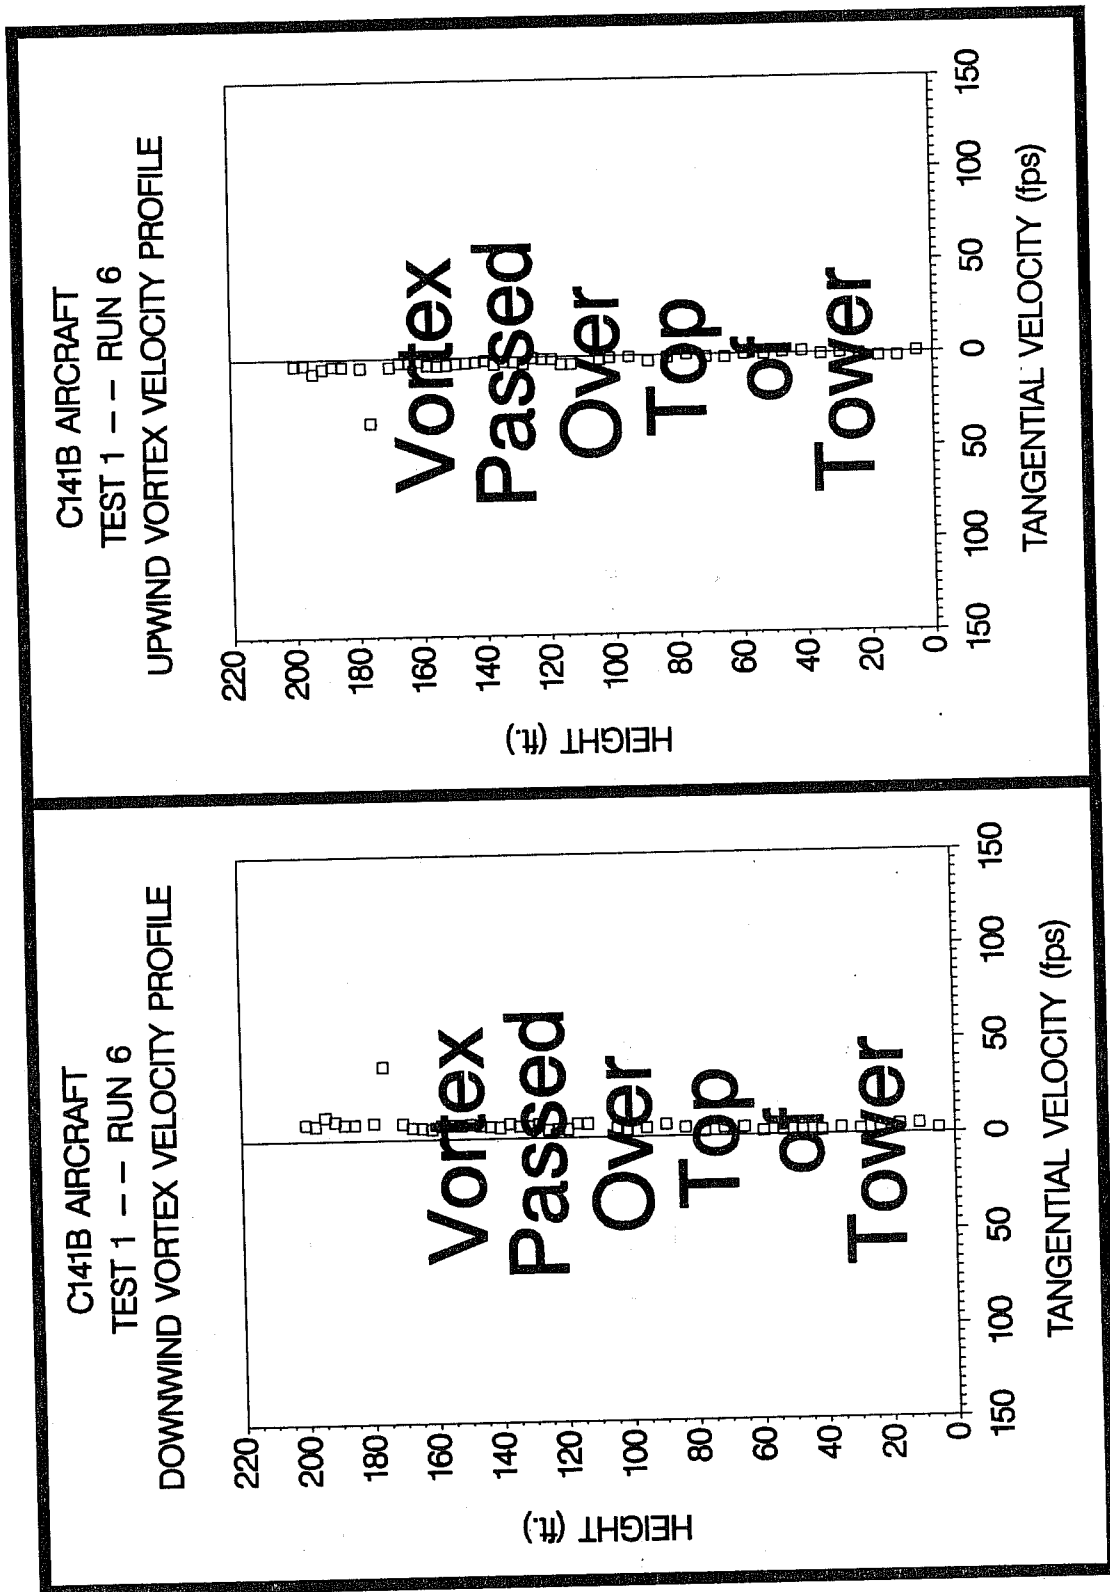 C141B AIRCRAFT
TEST 1 -- RUN 6
DOWNWIND VORTEX VELOCITY PROFILE
HEIGHT (ft.)
220
200
180
160
140
120
100
80
60
40
20
0
Vortex
Passed
Over
Top
of
Tower
150
100
50
0
50
100
150
TANGENTIAL VELOCITY (fps)
C141B AIRCRAFT
TEST 1 -- RUN 6
UPWIND VORTEX VELOCITY PROFILE
HEIGHT (ft.)
220
200
180
160
140
120
100
80
60
40
20
0
Vortex
Passed
Over
Top
of
Tower
150
100
50
0
50
100
150
TANGENTIAL VELOCITY (fps)